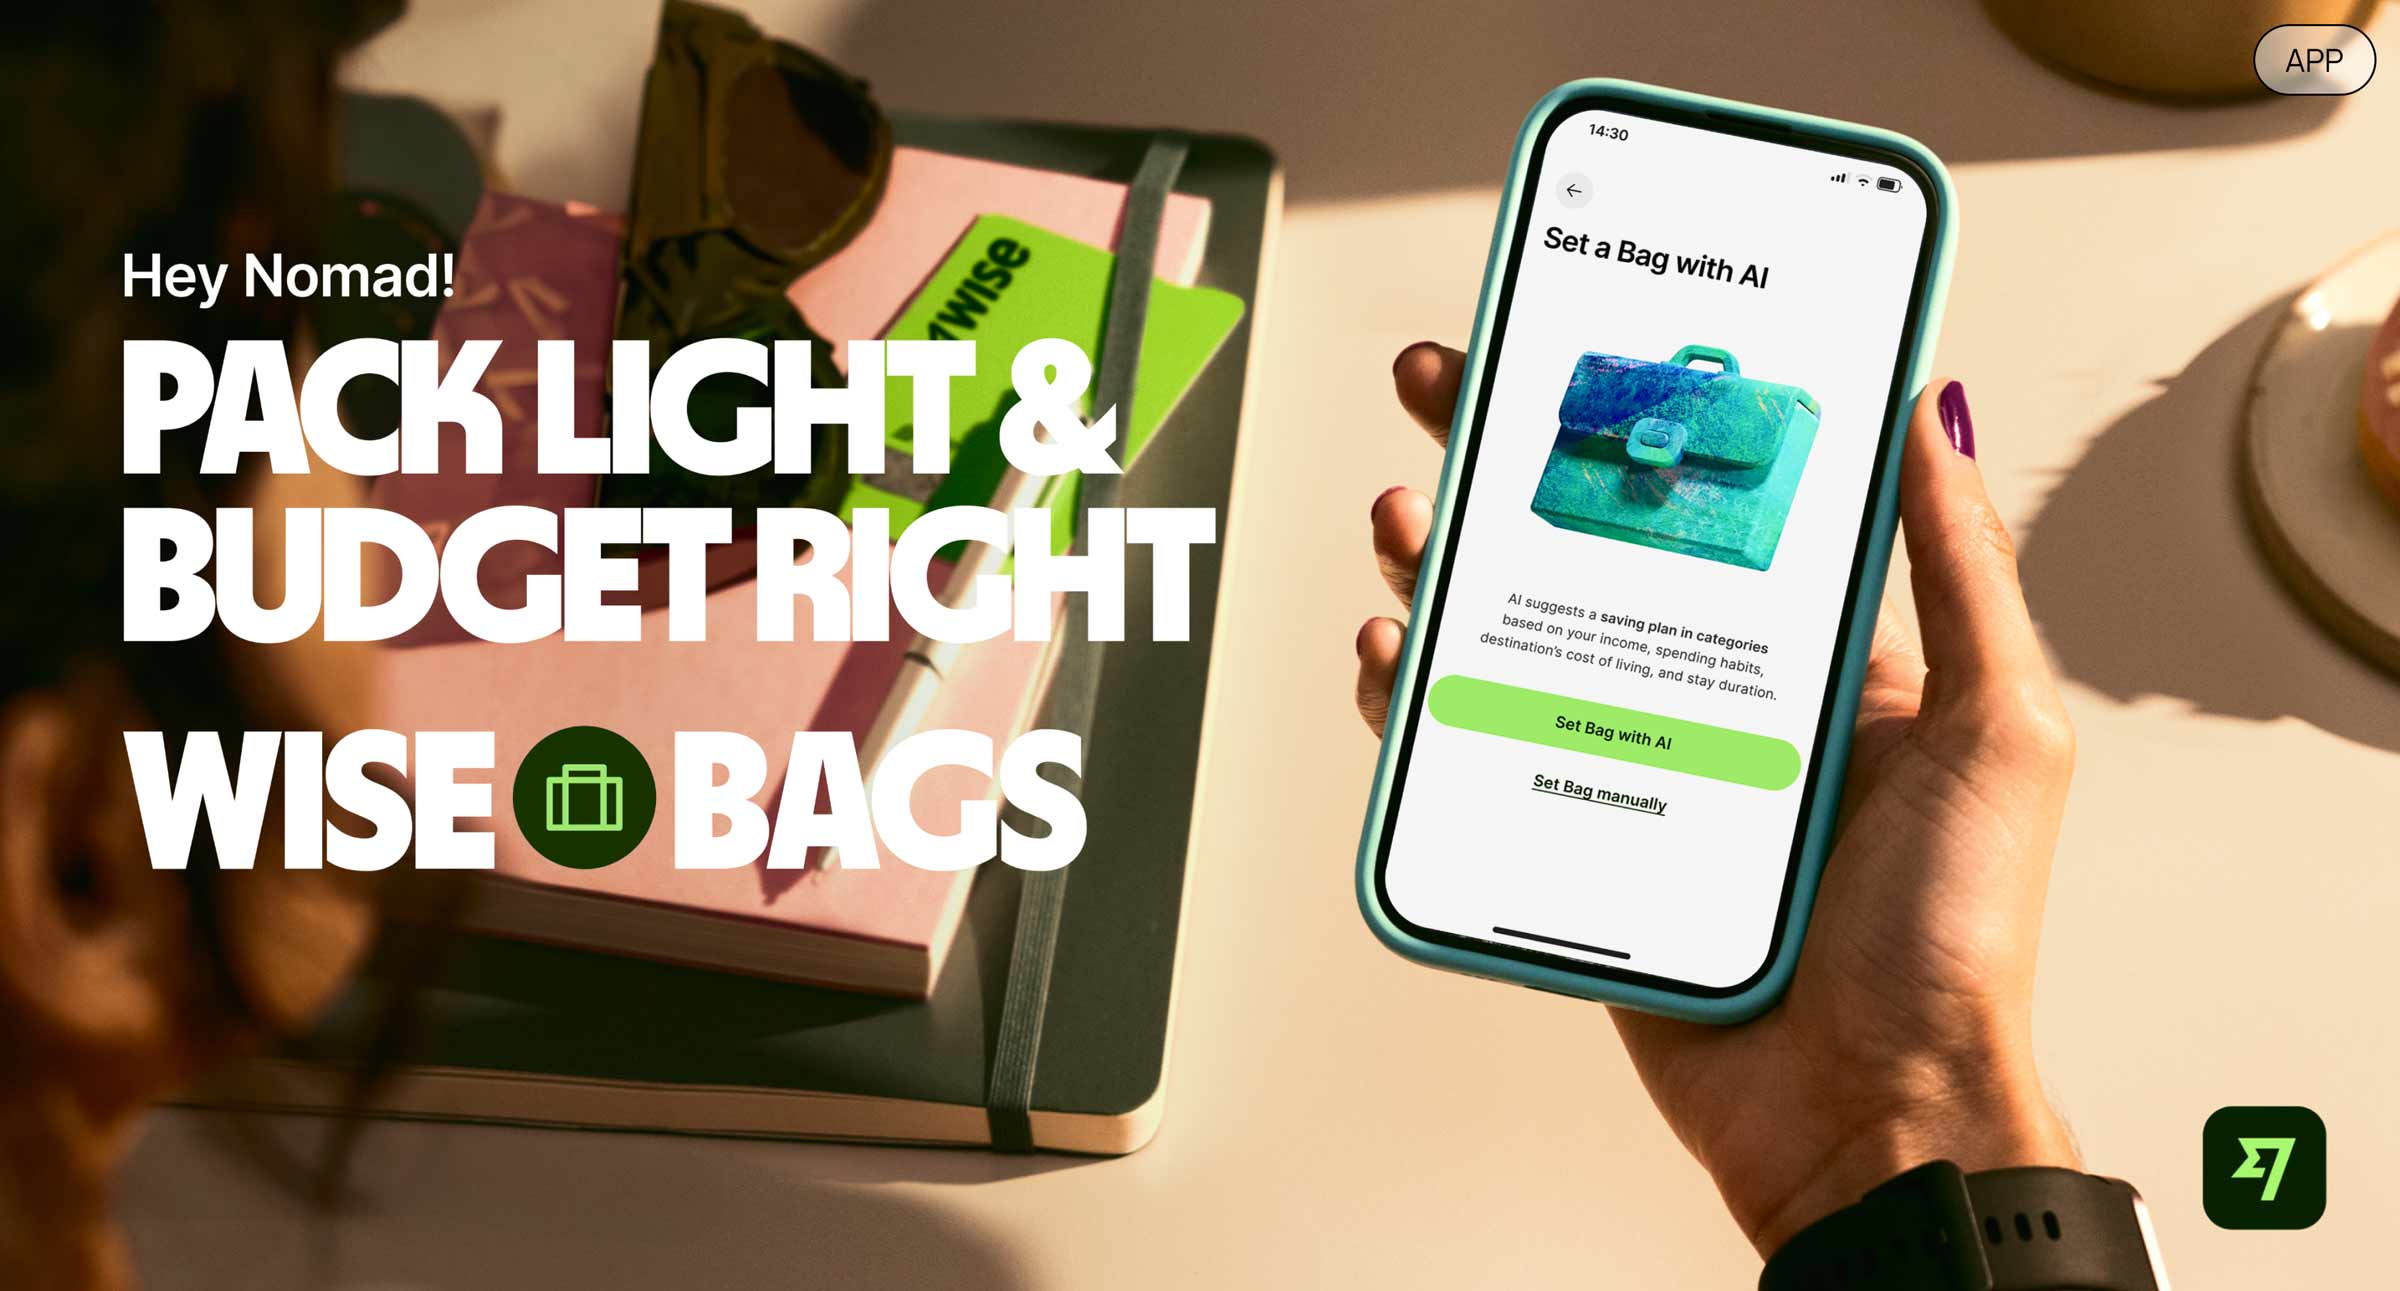 APP
Hey Nomad!
PACK LIGHT &
BUDGET RIGHT
WISE BAGS
wise
14:30
Set a Bag with AI
AI suggests a saving plan in categories
based on your income, spending habits,
destination's cost of living, and stay duration.
Set Bag with AI
Set Bag manually